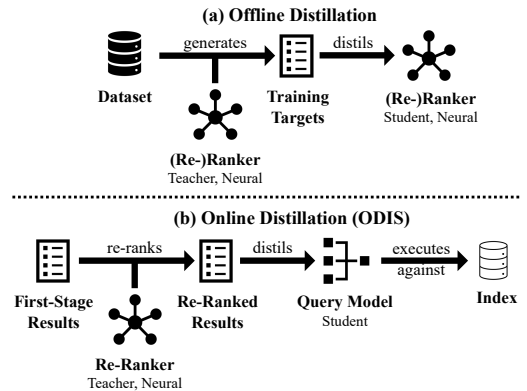 (a) Offline Distillation
generates
distils
Dataset
Training
Targets
(Re-)Ranker
Student, Neural
(Re-)Ranker
Teacher, Neural
(b) Online Distillation (ODIS)
re-ranks
distils
executes
against
First-Stage
Results
Re-Ranked
Results
Query Model
Student
Index
Re-Ranker
Teacher, Neural